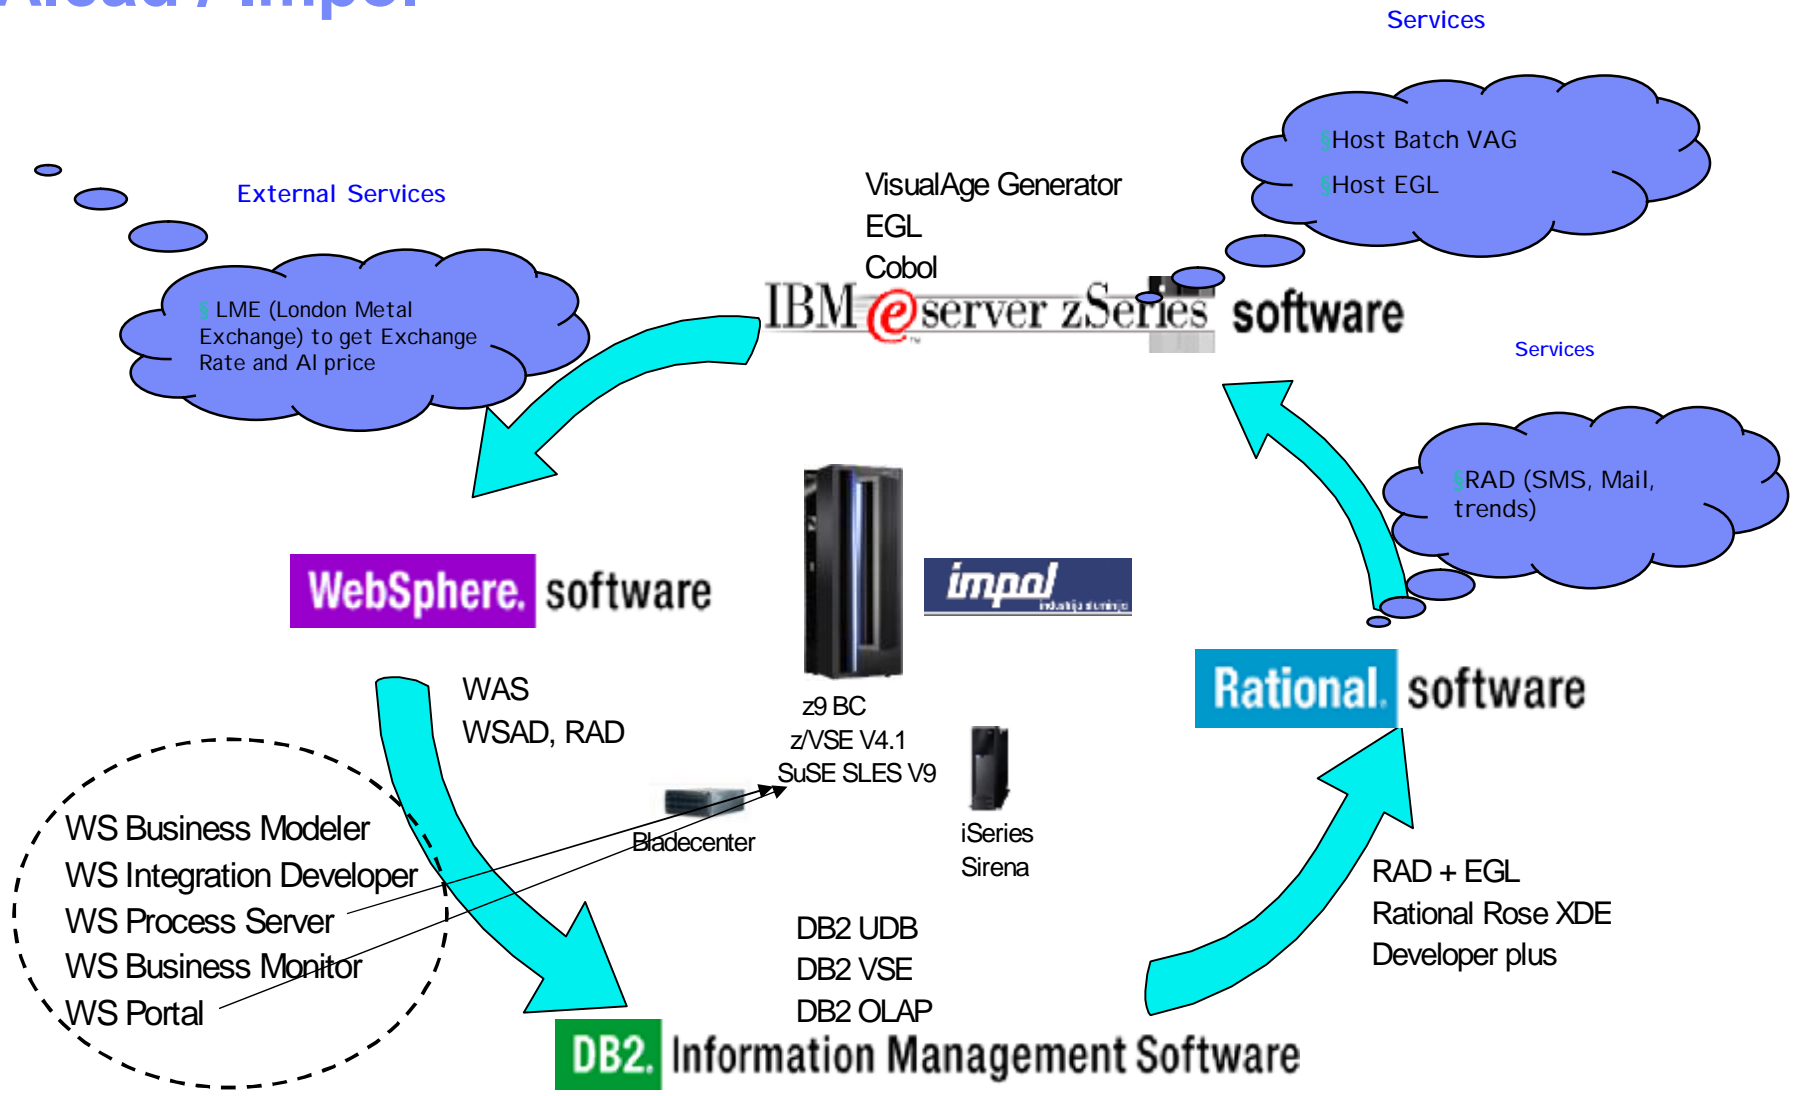 Alcad / Impol
Services
§Host Batch VAG
§Host EGL
External Services
VisualAge Generator
EGL
Cobol
§ LME (London Metal
Exchange) to get Exchange
Rate and Al price
IBM eserver zSeries software
Services
§RAD (SMS, Mail,
trends)
WebSphere. software
impol
industrija aluminija
Rational. software
WAS
WSAD, RAD
z9 BC
z/VSE V4.1
SuSE SLES V9
Bladecenter
iSeries
Sirena
WS Business Modeler
WS Integration Developer
WS Process Server
WS Business Monitor
WS Portal
RAD + EGL
Rational Rose XDE
Developer plus
DB2 UDB
DB2 VSE
DB2 OLAP
DB2. Information Management Software